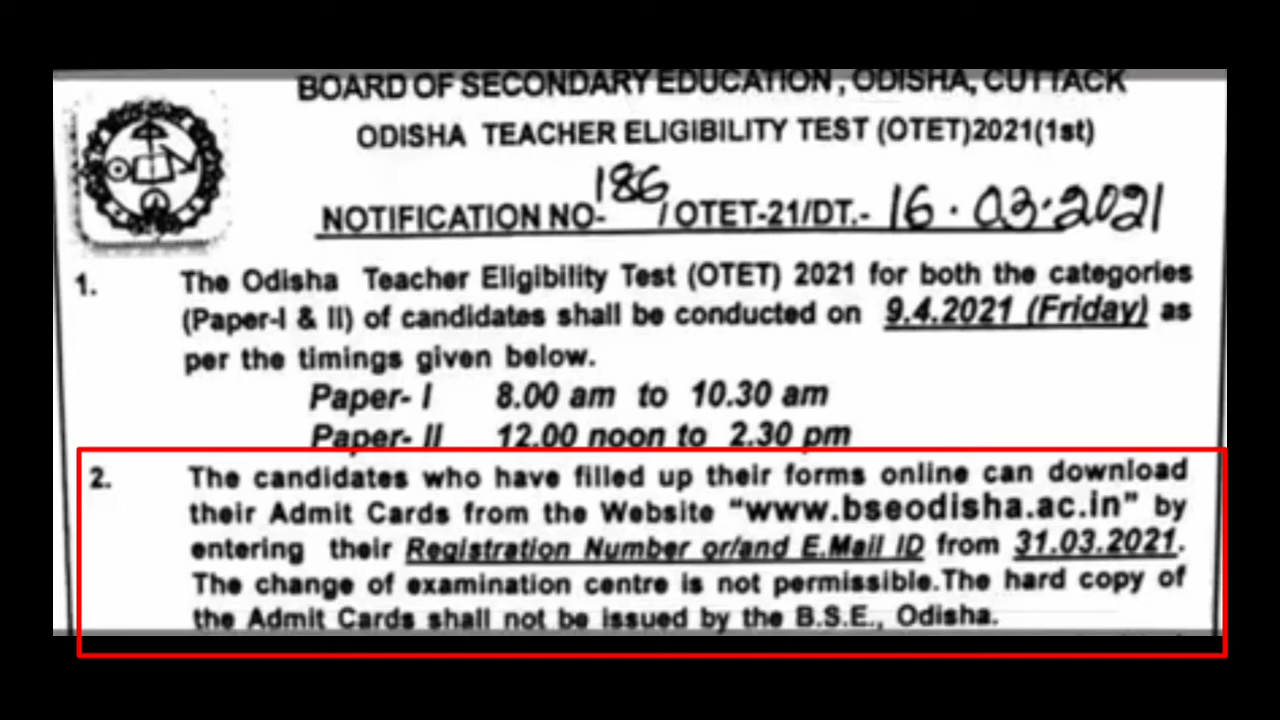 BOARD OF SECONDARY EDUCATION, ODISHA, CUTTACK
ODISHA TEACHER ELIGIBILITY TEST (OTET)2021(1st)
NOTIFICATION NO-186/OTET-21/DT.- 16.03.2021
1. The Odisha Teacher Eligibility Test (OTET) 2021 for both the categories
(Paper-I & II) of candidates shall be conducted on 9.4.2021 (Friday) as
per the timings given below.
Paper- I 8.00 am to 10.30 am
Paper- II 12.00 noon to 2.30 pm
2. The candidates who have filled up their forms online can download
their Admit Cards from the Website “www.bseodisha.ac.in” by
entering their Registration Number or/and E.Mail ID from 31.03.2021.
The change of examination centre is not permissible.The hard copy of
the Admit Cards shall not be issued by the B.S.E., Odisha.